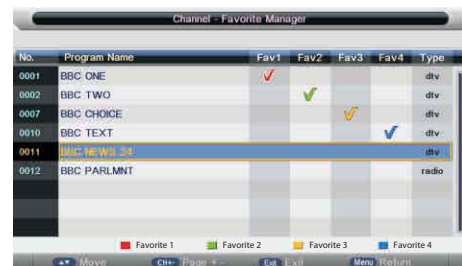 Channel - Favorite Manager
No. Program Name Fav1 Fav2 Fav3 Fav4 Type
0001 BBC ONE dtv
0002 BBC TWO dtv
0007 BBC CHOICE dtv
0010 BBC TEXT dtv
0011 BBC NEWS 24 dtv
0012 BBC PARLMNT radio
Favorite 1 Favorite 2 Favorite 3 Favorite 4
Move CH+- Page + - Exit Exit Menu Return